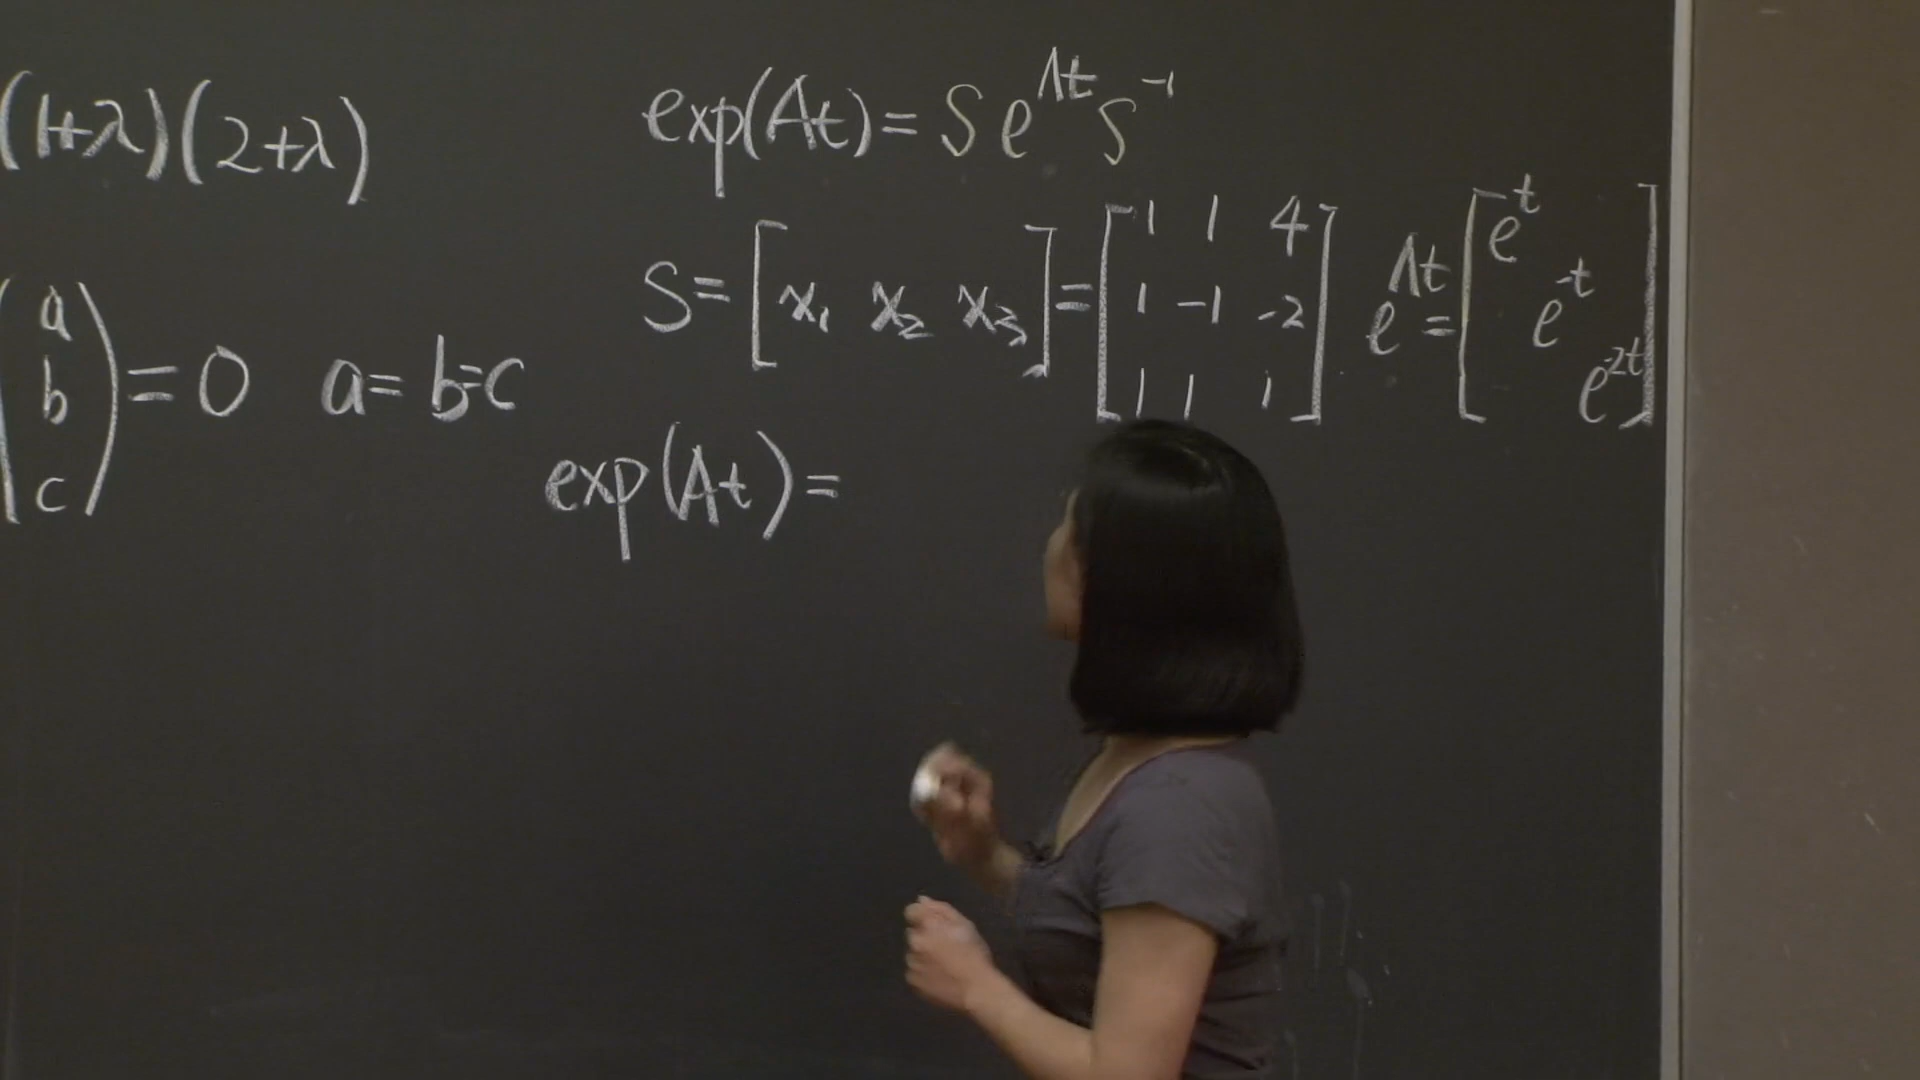 (1+λ)(2+λ)
(a
b
c) = 0 a = b = c
exp(At) = S e^Λt S^-1
S = [x₁ x₂ x₃] = [1 1 4
1 -1 -2
1 1 1] e^Λt = [e^t
e^-t
e^-2t]
exp(At) =